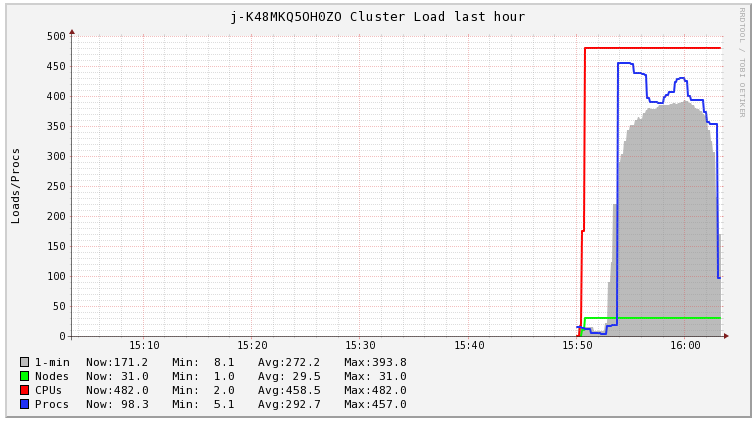 j-K48MKQ5OH0ZO Cluster Load last hour
RRDTOOL / TOBI OETIKER
Loads/Procs
500
450
400
350
300
250
200
150
100
50
0
15:10 15:20 15:30 15:40 15:50 16:00
1-min Now:171.2 Min: 8.1 Avg:272.2 Max:393.8
Nodes Now: 31.0 Min: 1.0 Avg: 29.5 Max: 31.0
CPUs Now:482.0 Min: 2.0 Avg:458.5 Max:482.0
Procs Now: 98.3 Min: 5.1 Avg:292.7 Max:457.0